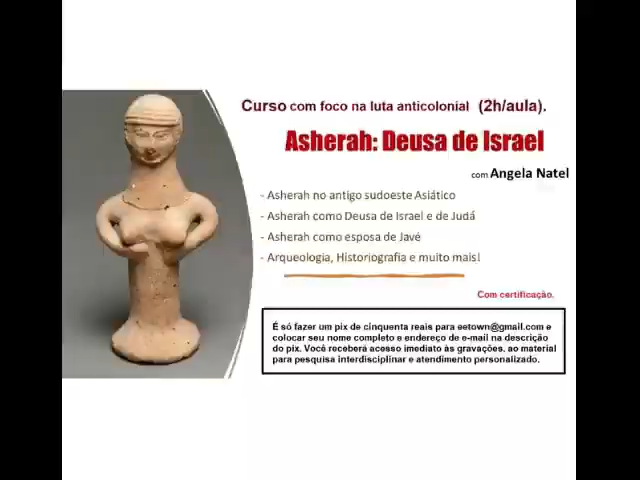 Curso com foco na luta anticolonial (2h/aula).
Asherah: Deusa de Israel
com Angela Natel
- Asherah no antigo sudoeste Asiático
- Asherah como Deusa de Israel e de Judá
- Asherah como esposa de Javé
- Arqueologia, Historiografia e muito mais!
Com certificação.
É só fazer um pix de cinquenta reais para eetown@gmail.com e
colocar seu nome completo e endereço de e-mail na descrição
do pix. Você receberá acesso imediato às gravações. ao material
para pesquisa interdisciplinar e atendimento personalizado.